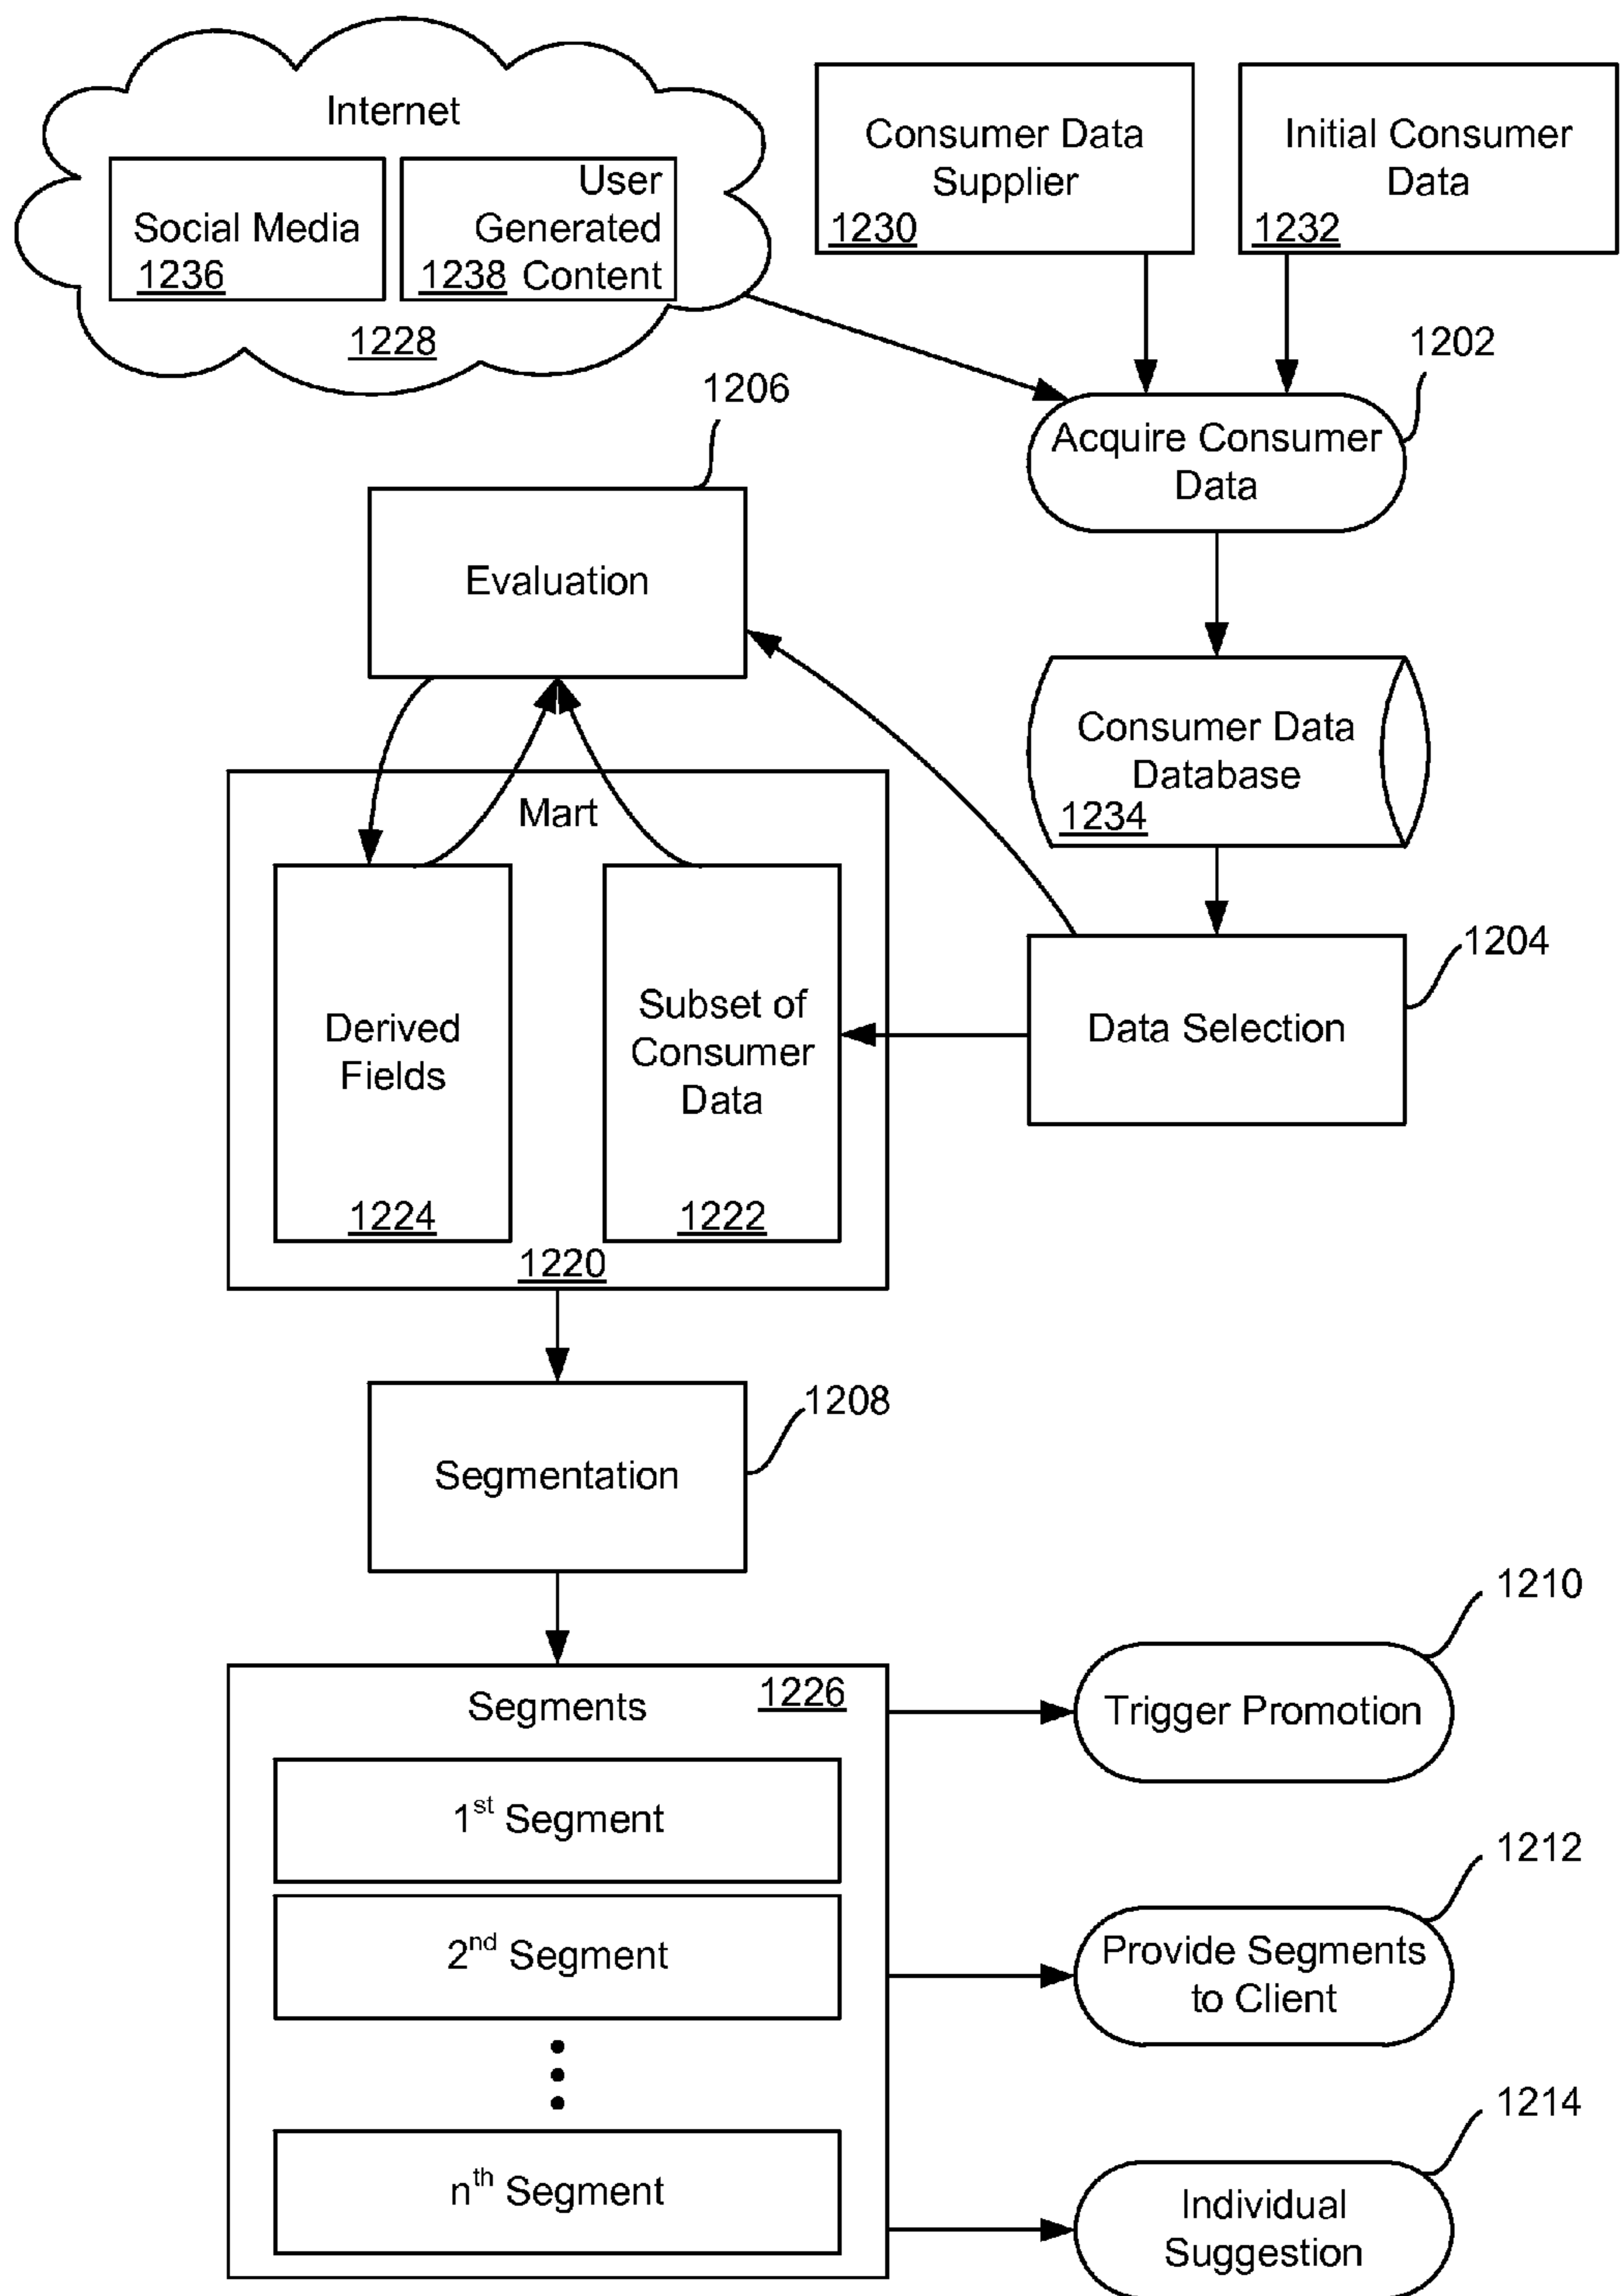 Internet
Social Media
1236
User
Generated
1238 Content
1228
Consumer Data
Supplier
1230
Initial Consumer
Data
1232
1202
Acquire Consumer
Data
1206
Evaluation
Consumer Data
Database
1234
Mart
Derived
Fields
1224
Subset of
Consumer
Data
1222
1220
1204
Data Selection
1208
Segmentation
Segments
1226
1st Segment
2nd Segment
nth Segment
1210
Trigger Promotion
1212
Provide Segments
to Client
1214
Individual
Suggestion